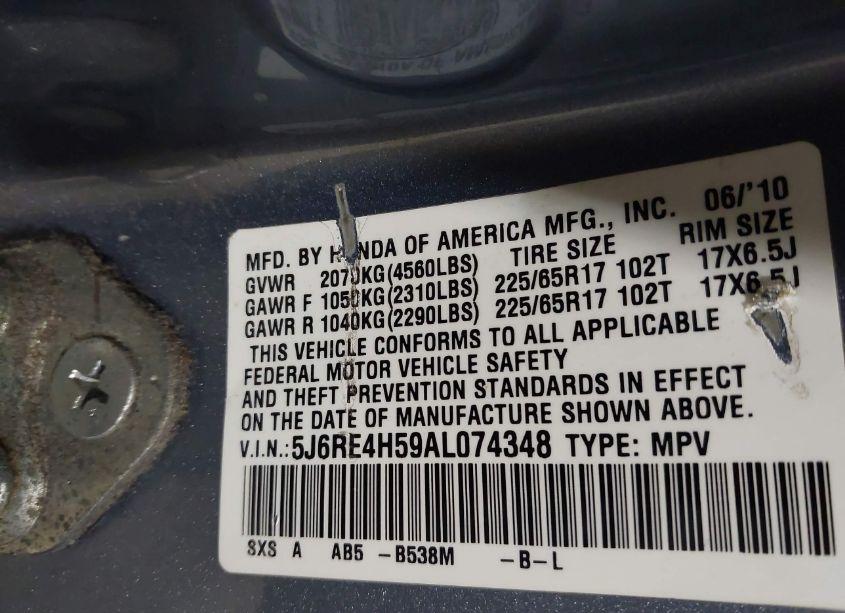 MFD. BY HONDA OF AMERICA MFG., INC. 06/'10
GVWR 2070KG(4560LBS) TIRE SIZE RIM SIZE
GAWR F 1050KG(2310LBS) 225/65R17 102T 17X6.5J
GAWR R 1040KG(2290LBS) 225/65R17 102T 17X6.5J
THIS VEHICLE CONFORMS TO ALL APPLICABLE
FEDERAL MOTOR VEHICLE SAFETY
AND THEFT PREVENTION STANDARDS IN EFFECT
ON THE DATE OF MANUFACTURE SHOWN ABOVE.
V.I.N.:5J6RE4H59AL074348 TYPE: MPV
SXS A AB5 -B538M -B-L